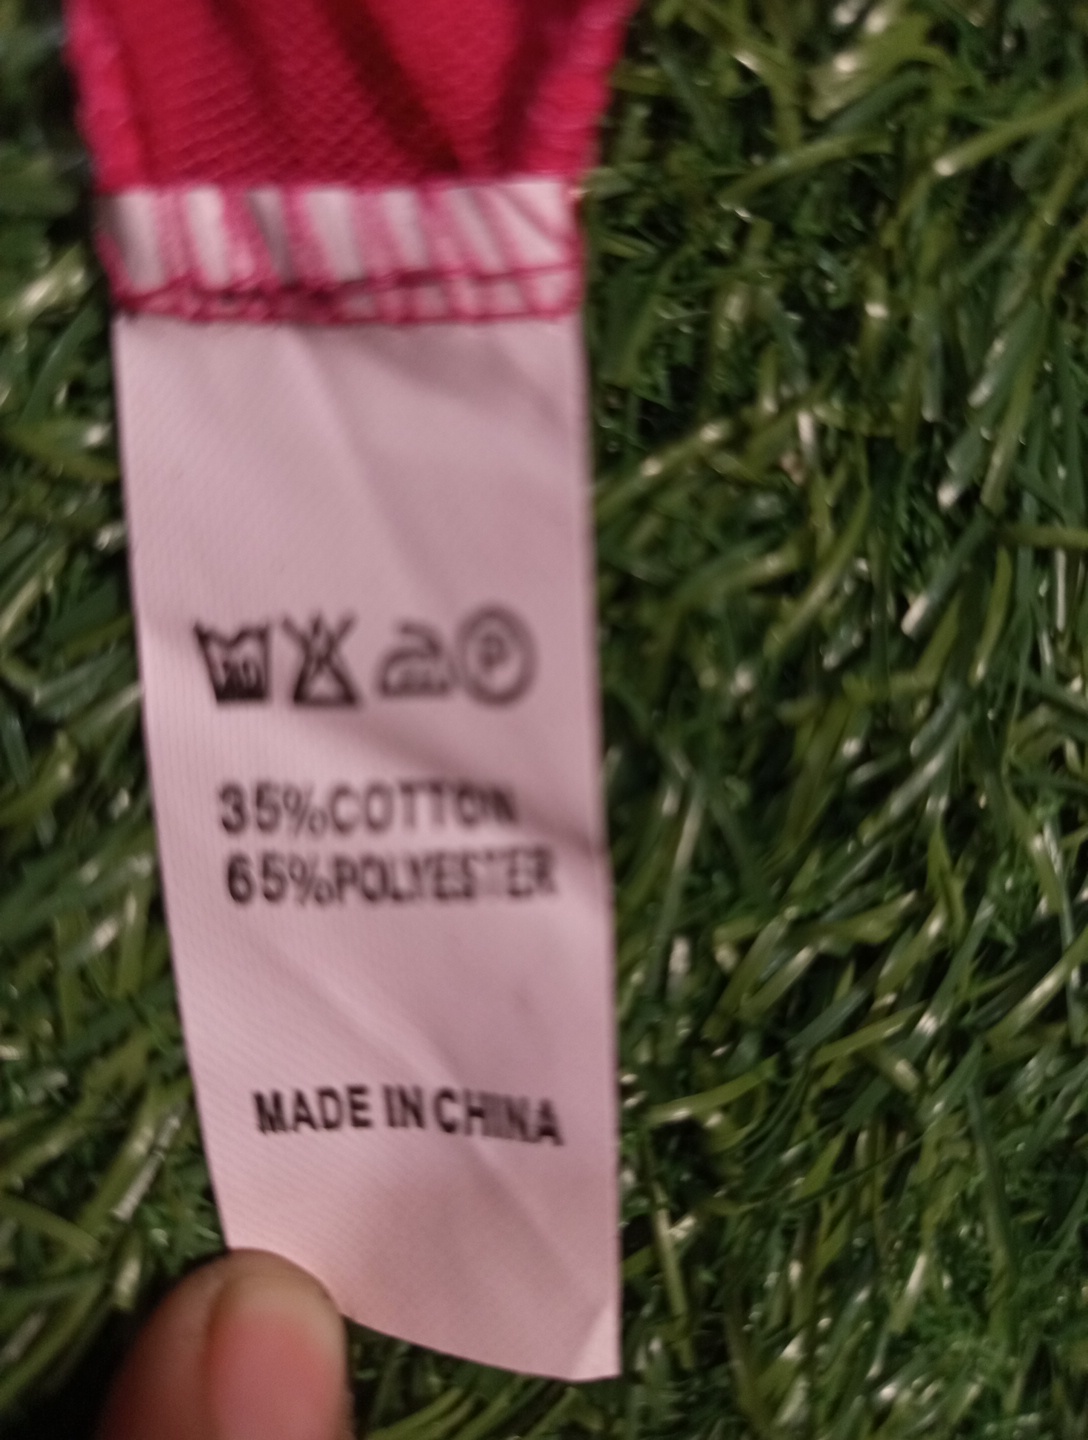 P
35%COTTON
65%POLYESTER
MADE IN CHINA